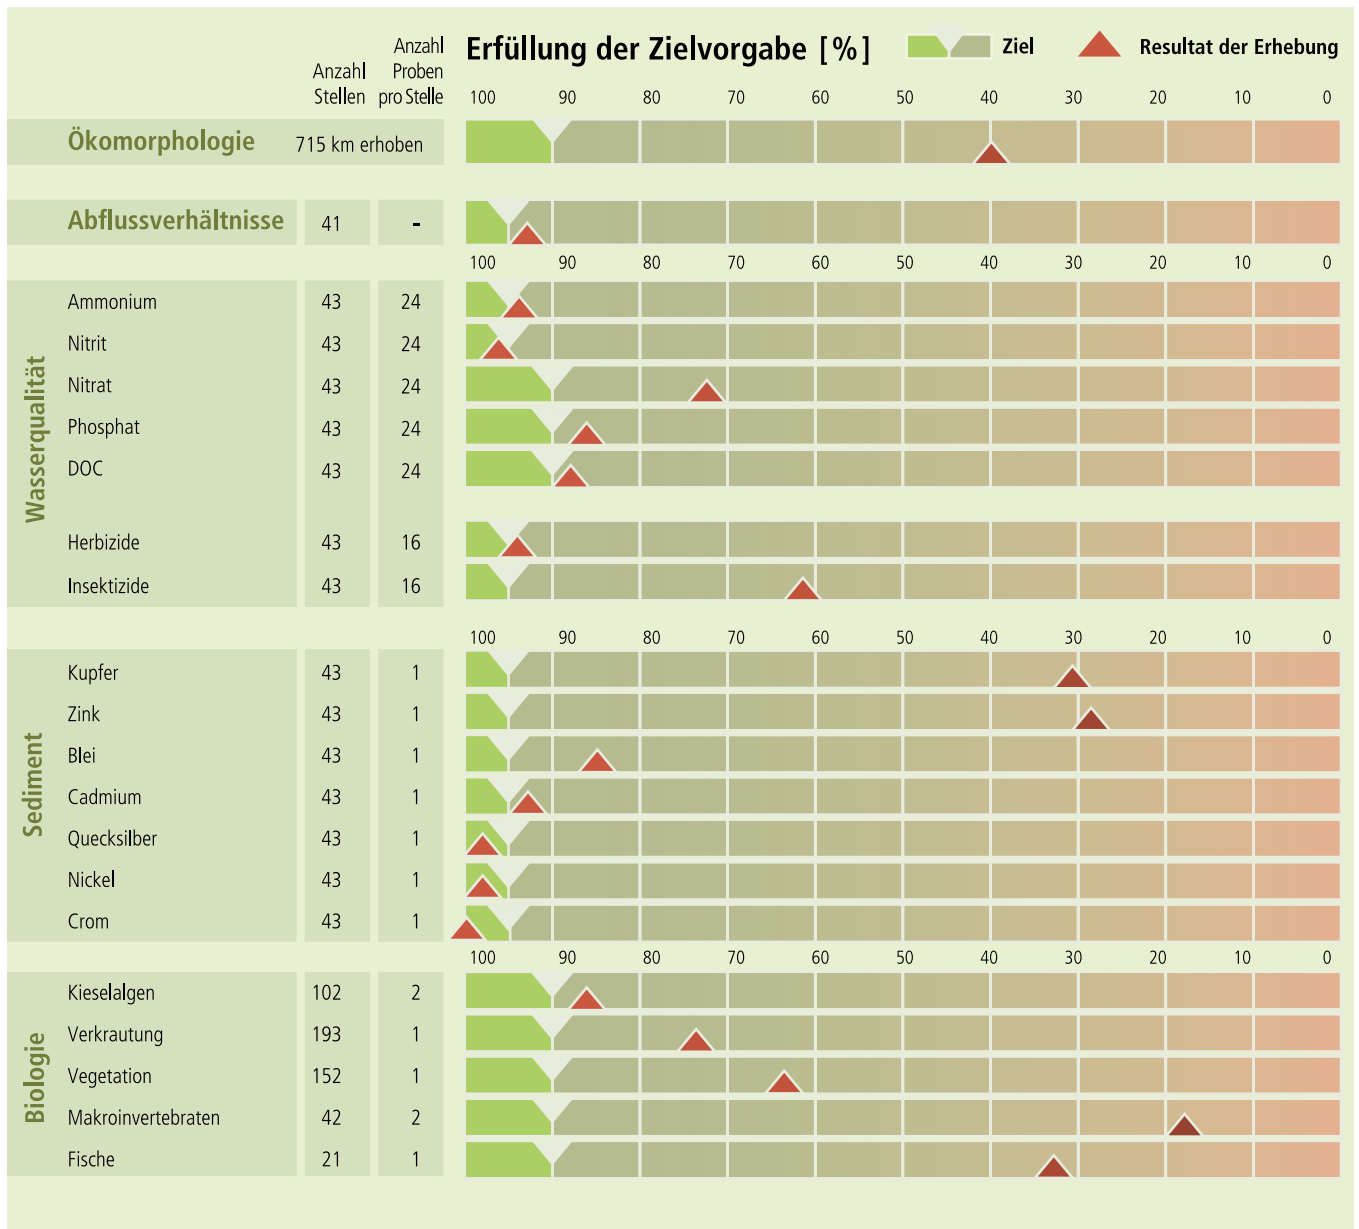 Erfüllung der Zielvorgabe [%] Ziel Resultat der Erhebung
Anzahl
Stellen
Anzahl
Proben
pro Stelle
100 90 80 70 60 50 40 30 20 10 0
Ökomorphologie 715 km erhoben
Abflussverhältnisse 41 -
100 90 80 70 60 50 40 30 20 10 0
Wasserqualität
Ammonium 43 24
Nitrit 43 24
Nitrat 43 24
Phosphat 43 24
DOC 43 24
Herbizide 43 16
Insektizide 43 16
100 90 80 70 60 50 40 30 20 10 0
Sediment
Kupfer 43 1
Zink 43 1
Blei 43 1
Cadmium 43 1
Quecksilber 43 1
Nickel 43 1
Crom 43 1
100 90 80 70 60 50 40 30 20 10 0
Biologie
Kieselalgen 102 2
Verkrautung 193 1
Vegetation 152 1
Makroinvertebraten 42 2
Fische 21 1